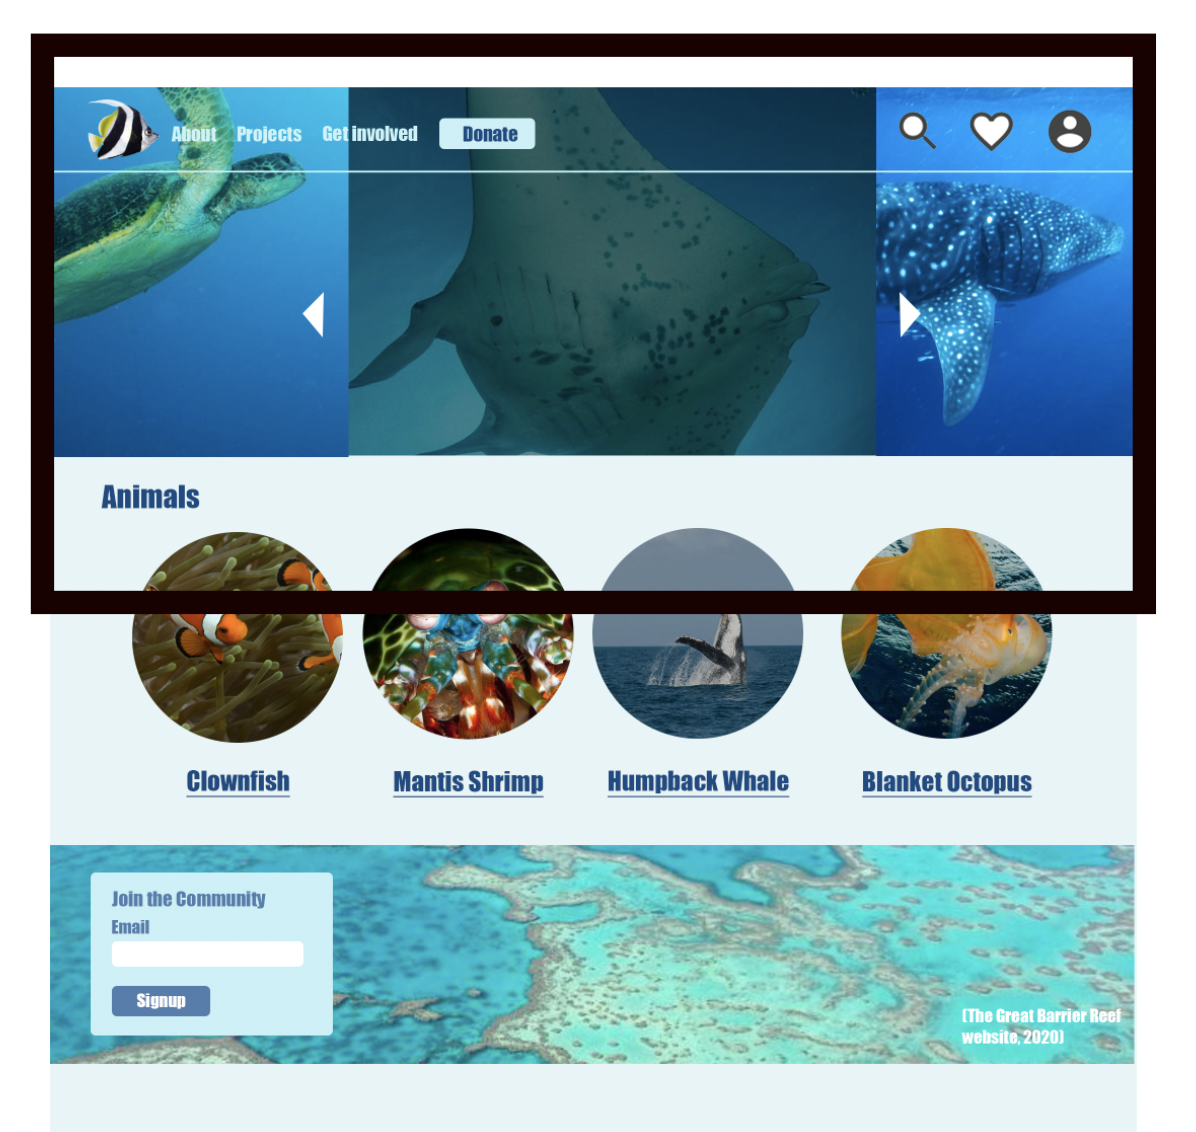 About Projects Get involved Donate
Animals
Clownfish Mantis Shrimp Humpback Whale Blanket Octopus
Join the Community
Email
Signup
(The Great Barrier Reef
website, 2020)